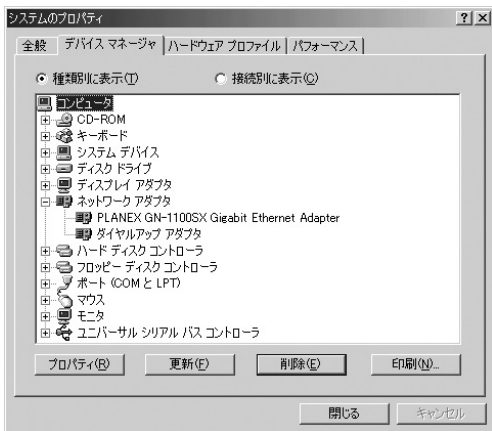 システムのプロパティ
全般 デバイス マネージャ ハードウェア プロファイル パフォーマンス
種類別に表示(T) 接続別に表示(C)
コンピュータ
CD-ROM
キーボード
システム デバイス
ディスク ドライブ
ディスプレイ アダプタ
ネットワーク アダプタ
PLANEX GN-1100SX Gigabit Ethernet Adapter
ダイヤルアップ アダプタ
ハード ディスク コントローラ
フロッピー ディスク コントローラ
ポート (COM と LPT)
マウス
モニタ
ユニバーサル シリアル バス コントローラ
プロパティ(R) 更新(F) 削除(E) 印刷(N)...
閉じる キャンセル